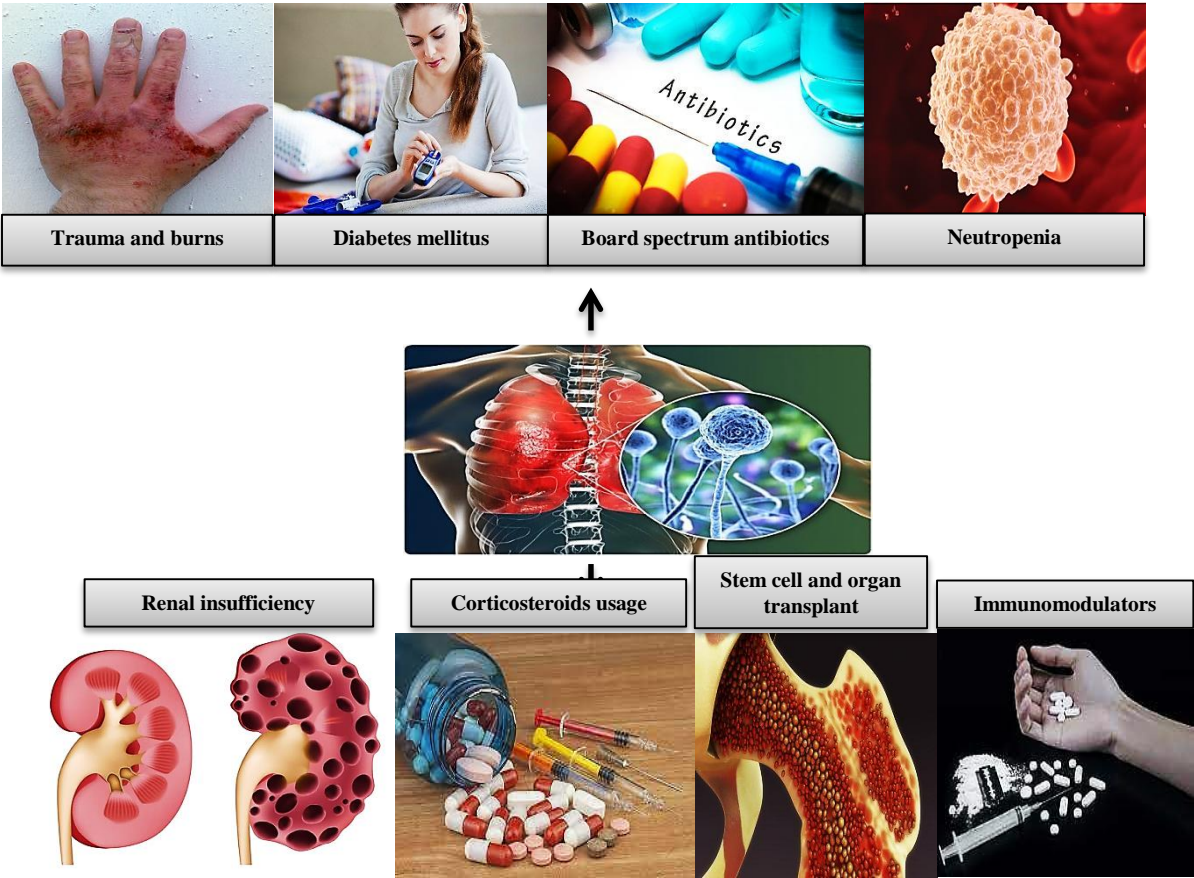 Antibiotics
Trauma and burns
Diabetes mellitus
Board spectrum antibiotics
Neutropenia
Renal insufficiency
Corticosteroids usage
Stem cell and organ
transplant
Immunomodulators